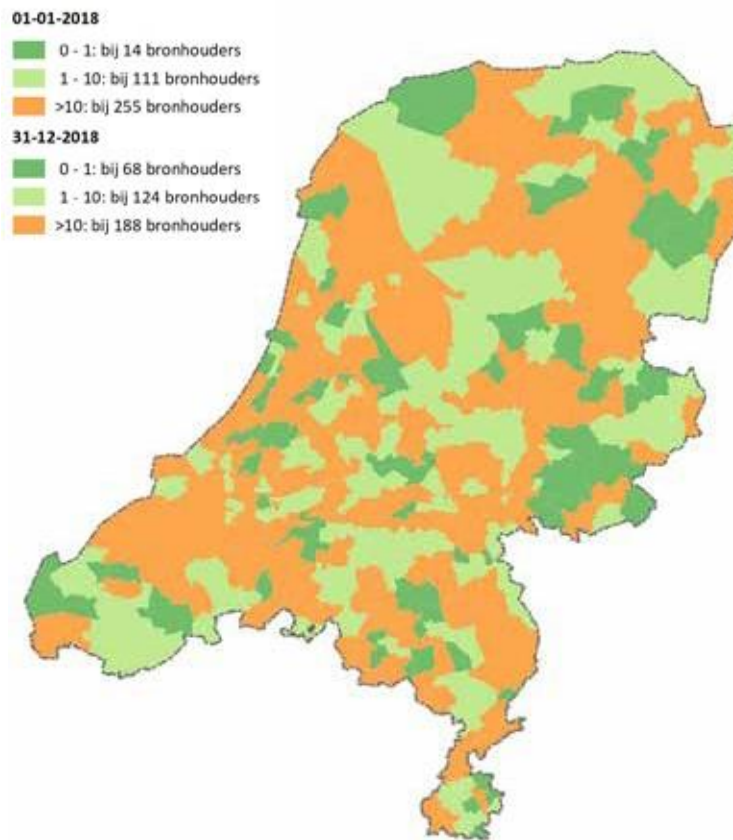 01-01-2018
0 - 1: bij 14 bronhouders
1 - 10: bij 111 bronhouders
>10: bij 255 bronhouders
31-12-2018
0 - 1: bij 68 bronhouders
1 - 10: bij 124 bronhouders
>10: bij 188 bronhouders